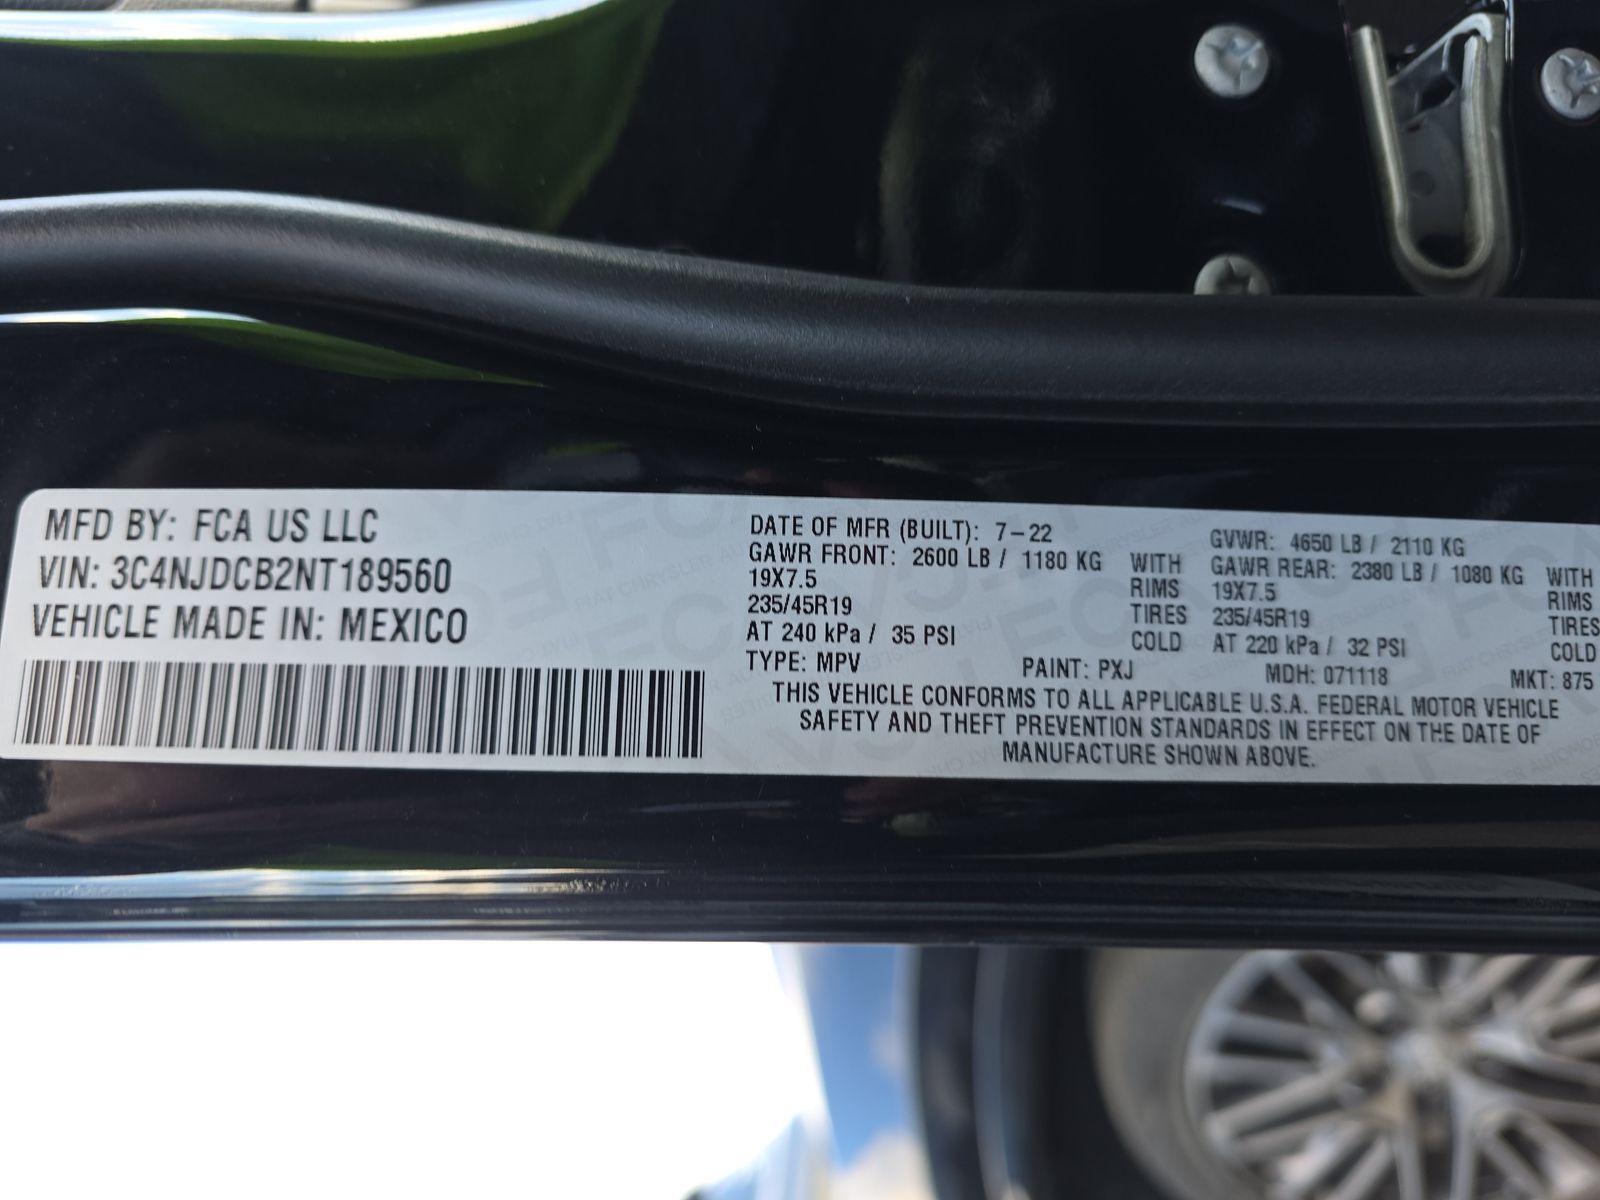 MFD BY: FCA US LLC
VIN: 3C4NJDCB2NT189560
VEHICLE MADE IN: MEXICO
DATE OF MFR (BUILT): 7-22
GVWR: 4650 LB / 2110 KG
GAWR FRONT: 2600 LB / 1180 KG WITH
19X7.5 RIMS
235/45R19 TIRES
AT 240 kPa / 35 PSI COLD
GAWR REAR: 2380 LB / 1080 KG WITH
19X7.5 RIMS
235/45R19 TIRES
AT 220 kPa / 32 PSI COLD
TYPE: MPV PAINT: PXJ MDH: 071118 MKT: 875
THIS VEHICLE CONFORMS TO ALL APPLICABLE U.S.A. FEDERAL MOTOR VEHICLE
SAFETY AND THEFT PREVENTION STANDARDS IN EFFECT ON THE DATE OF
MANUFACTURE SHOWN ABOVE.